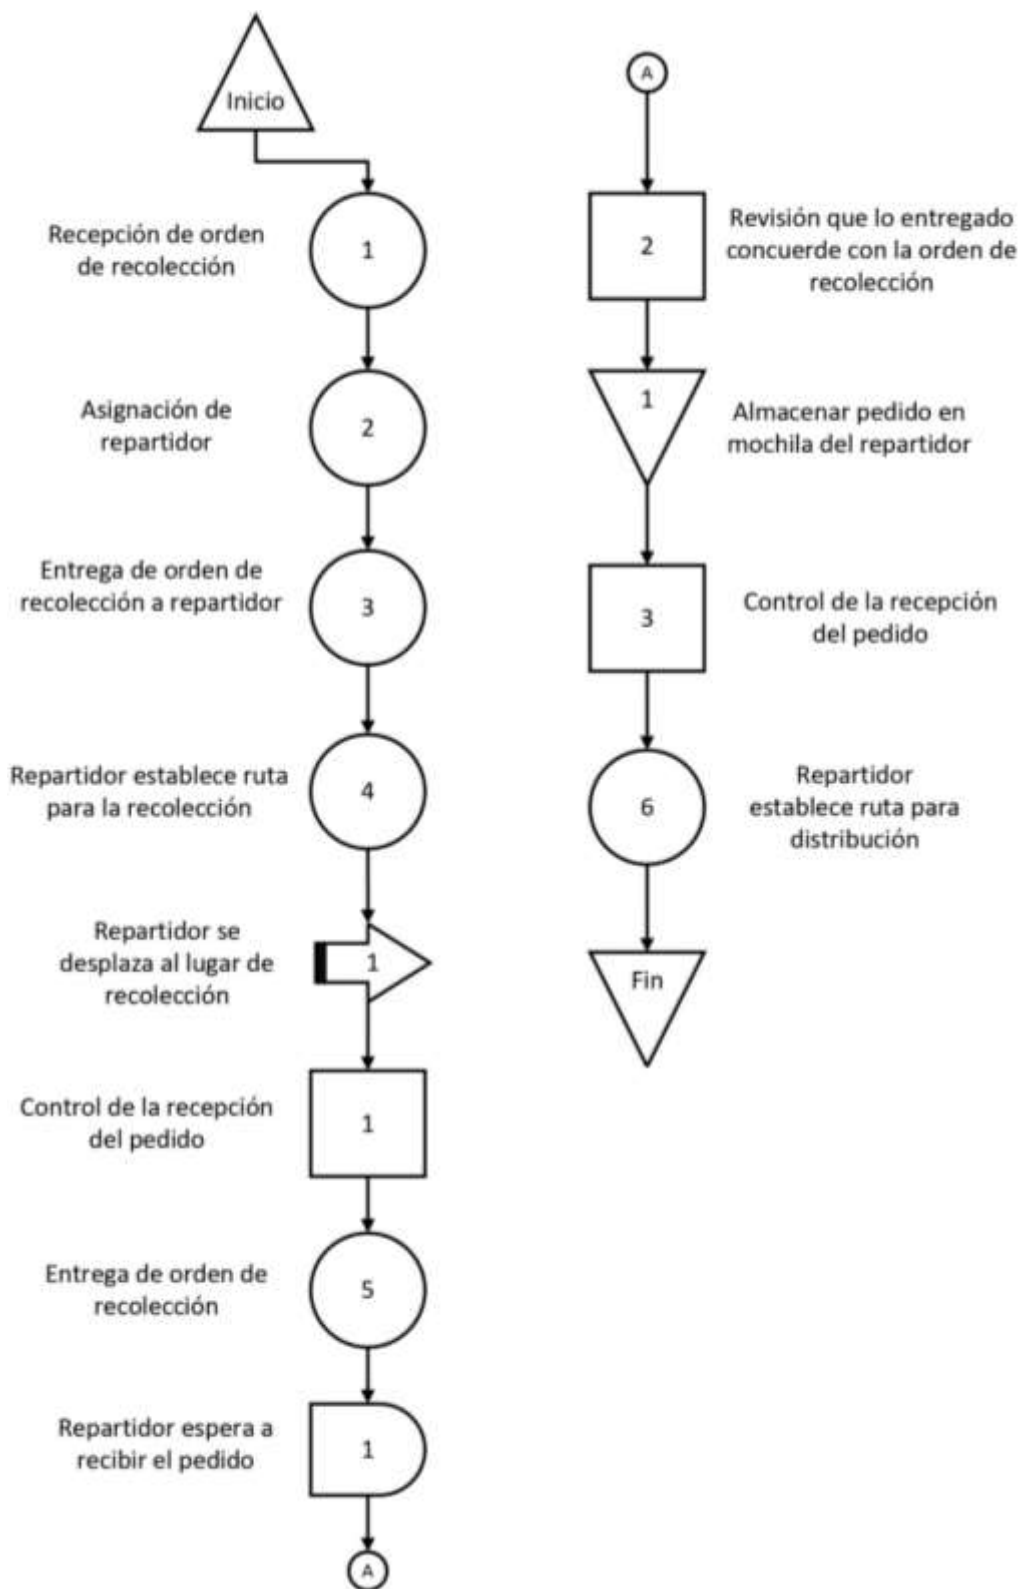 Inicio
Recepción de orden
de recolección
1
Asignación de
repartidor
2
Entrega de orden de
recolección a repartidor
3
Repartidor establece ruta
para la recolección
4
Repartidor se
desplaza al lugar de
recolección
1
Control de la recepción
del pedido
1
Entrega de orden de
recolección
5
Repartidor espera a
recibir el pedido
1
A
A
2
Revisión que lo entregado
concuerde con la orden de
recolección
1
Almacenar pedido en
mochila del repartidor
3
Control de la recepción
del pedido
6
Repartidor
establece ruta para
distribución
Fin